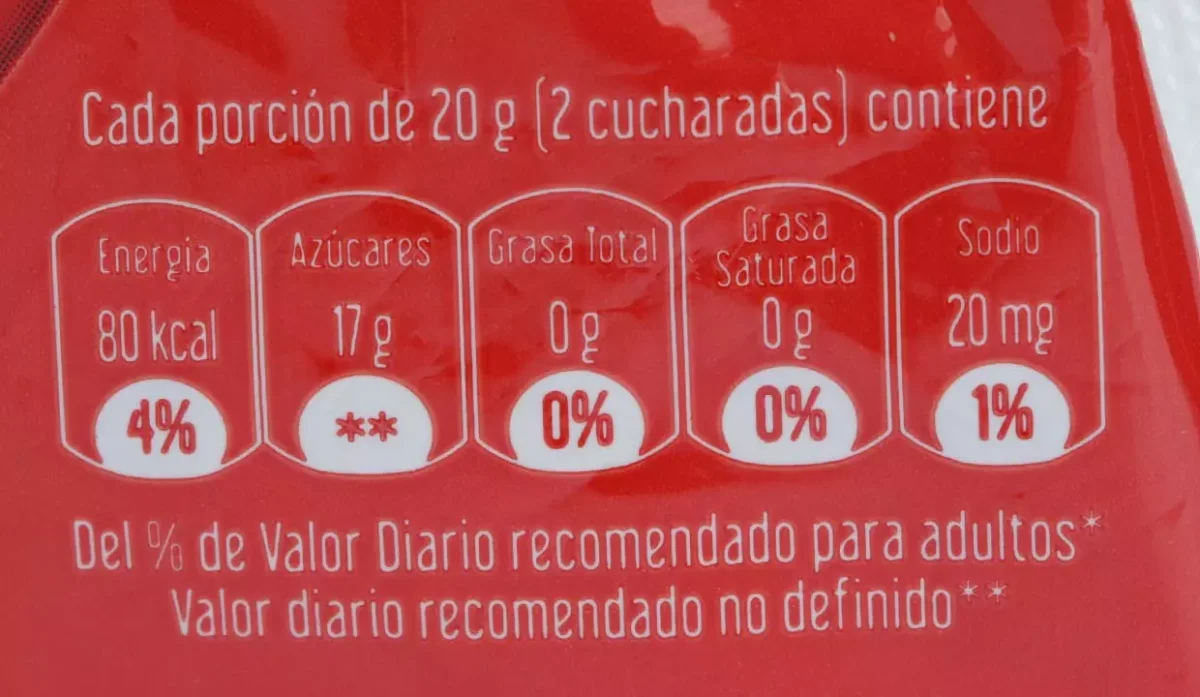 Cada porción de 20 g (2 cucharadas) contiene
Energia Azúcares Grasa Total Grasa Saturada Sodio
80 kcal 17 g 0 g 0 g 20 mg
4% ** 0% 0% 1%
Del % de Valor Diario recomendado para adultos*
Valor diario recomendado no definido**